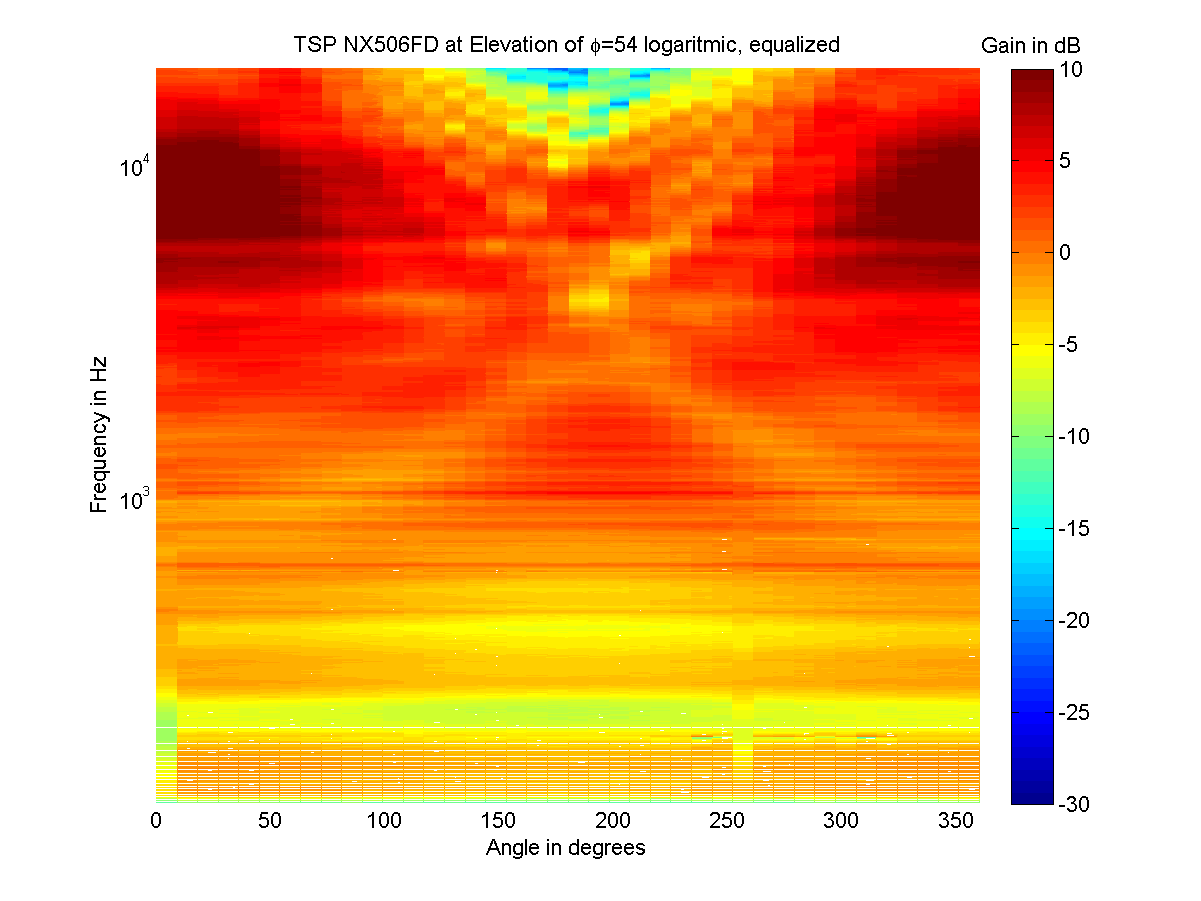 TSP NX506FD at Elevation of ϕ=54 logaritmic, equalized
Gain in dB
10
5
0
-5
-10
-15
-20
-25
-30
10^4
10^3
Frequency in Hz
0 50 100 150 200 250 300 350
Angle in degrees